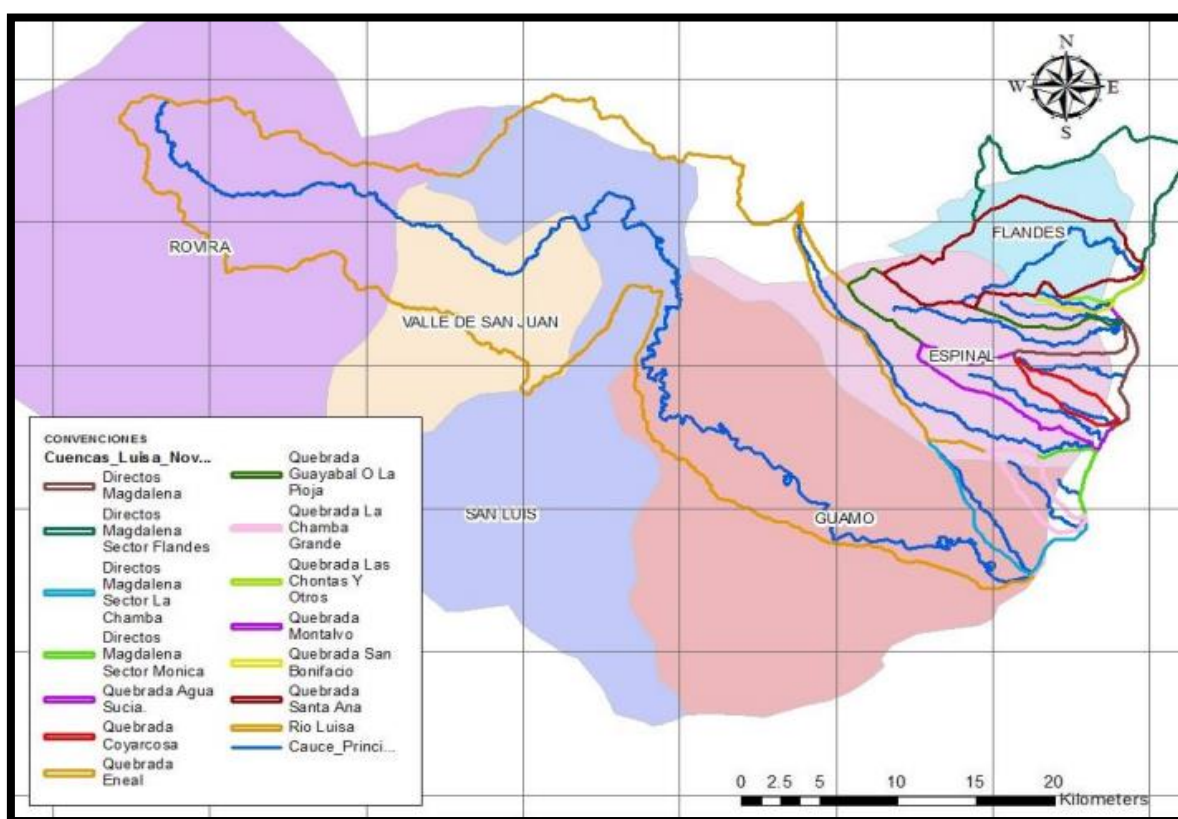 N
W E
S
FLANDES
ROVIRA
VALLE DE SAN JUAN
ESPINAL
SAN LUIS
GUAMO
CONVENCIONES
Cuencas_Luisa_Nov...
Directos
Magdalena
Directos
Magdalena
Sector Flandes
Directos
Magdalena
Sector La
Chamba
Directos
Magdalena
Sector Monica
Quebrada Agua
Sucia.
Quebrada
Coyarcosa
Quebrada
Eneal
Quebrada
Guayabal O La
Pioja
Quebrada La
Chamba
Grande
Quebrada Las
Chontas Y
Otros
Quebrada
Montalvo
Quebrada San
Bonifacio
Quebrada
Santa Ana
Rio Luisa
Cauce_Princi...
0 2.5 5 10 15 20
Kilometers